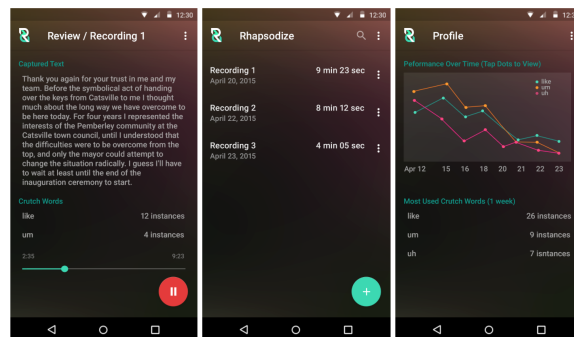 12:30
Review / Recording 1
Captured Text
Thank you again for your trust in me and my
team. Before the symbolical act of handing
over the keys from Catsville to me I thought
much about the long way we have overcome to
be here today. For four years I represented the
interests of the Pemberley community at the
Catsville town council, until I understood that
the difficulties were to be overcome from the
top, and only the mayor could attempt to
change the situation radically. I guess I'll have
to wait at least until the end of the
inauguration ceremony to start.
Crutch Words
like 12 instances
um 4 instances
2:35 9:23
12:30
Rhapsodize
Recording 1 9 min 23 sec
April 20, 2015
Recording 2 8 min 12 sec
April 22, 2015
Recording 3 4 min 05 sec
April 23, 2015
12:30
Profile
Peformance Over Time (Tap Dots to View)
like
um
uh
Apr 12 15 16 18 20 21 22 23
Most Used Crutch Words (1 week)
like 26 instances
um 9 instances
uh 7 isntances